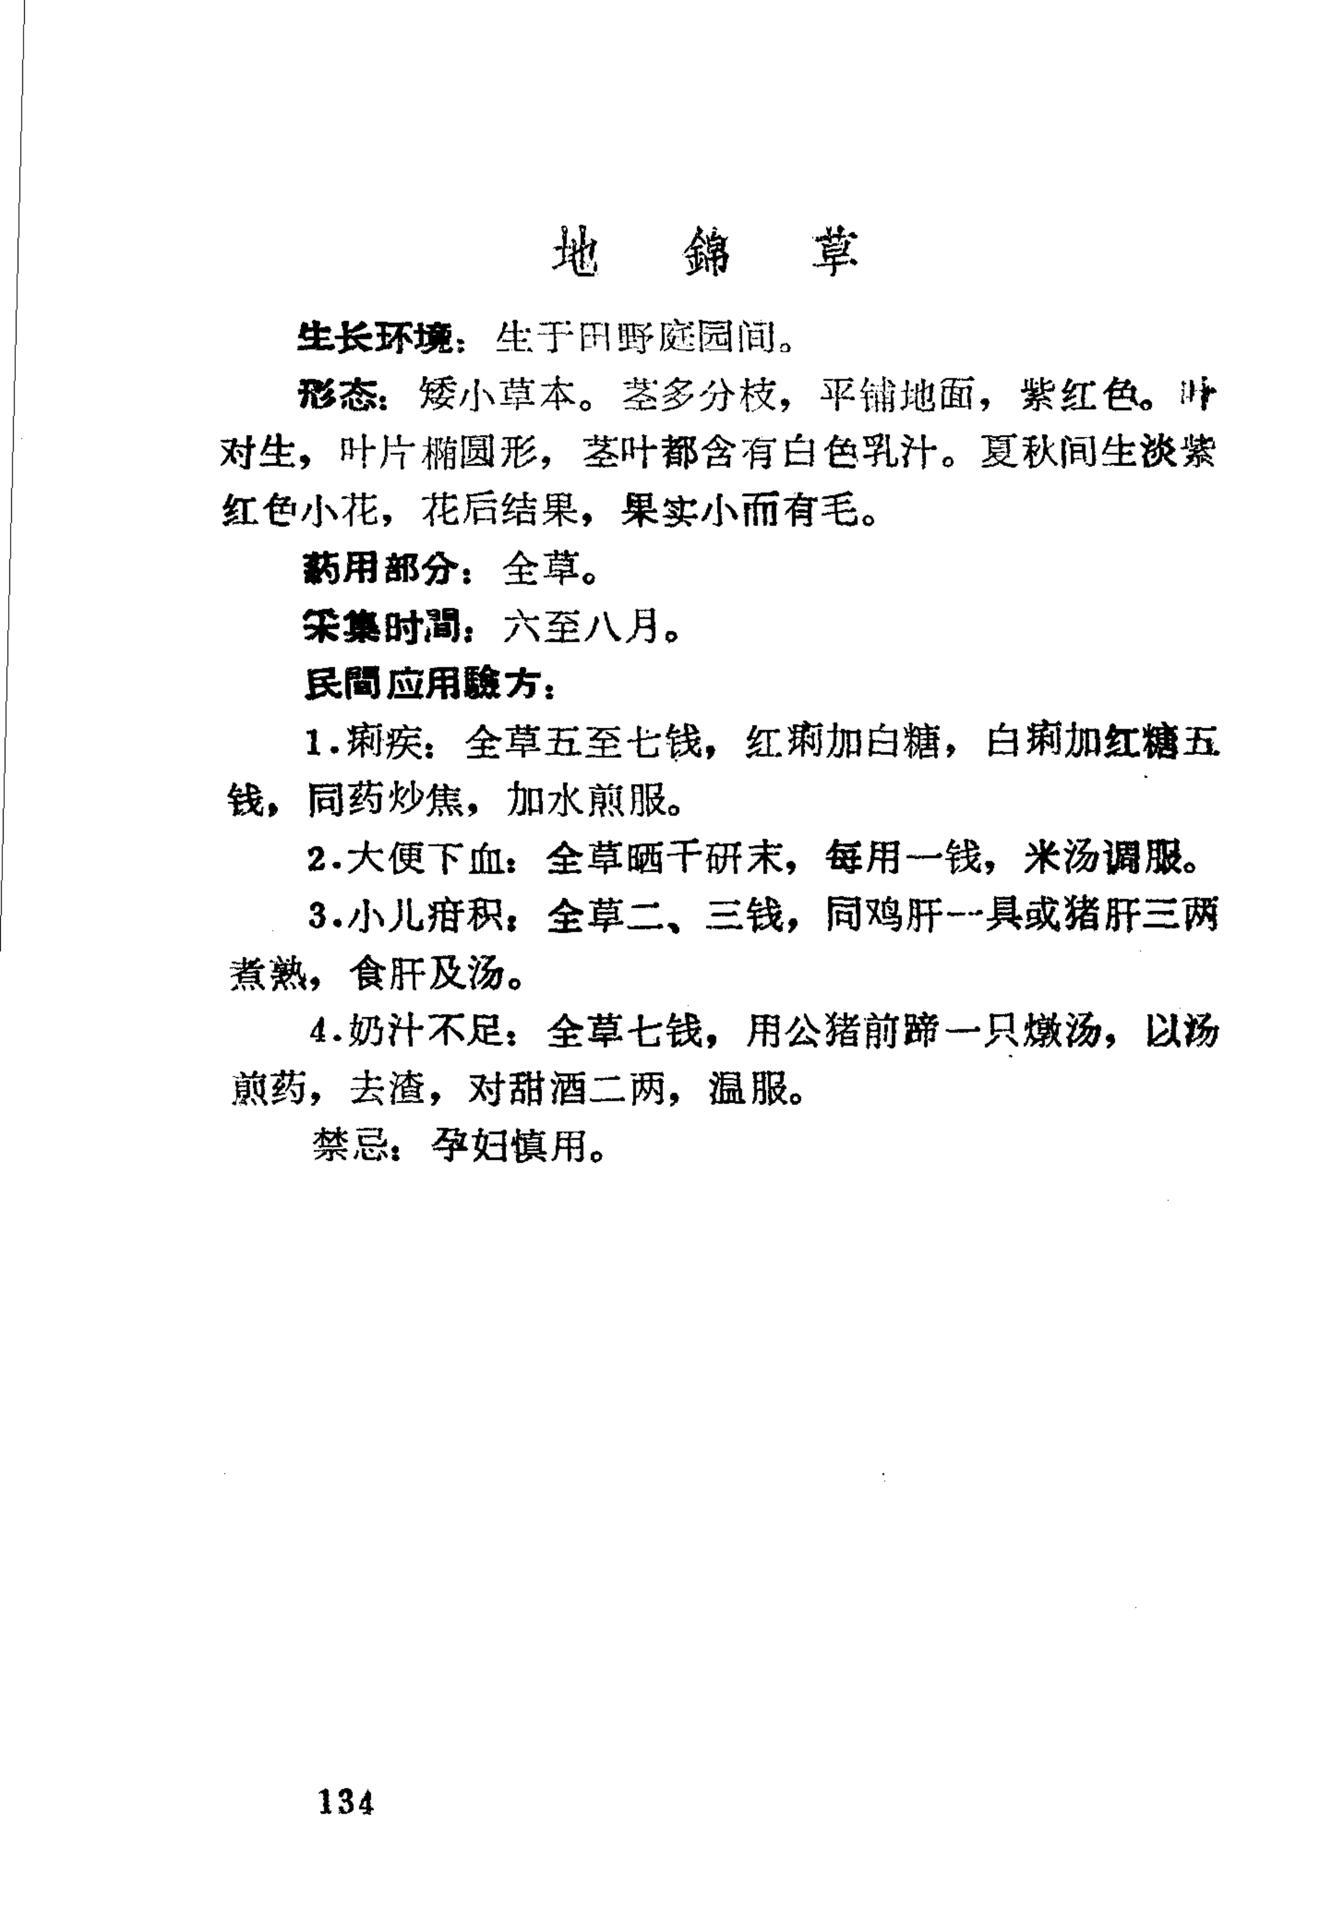 地錦草
生长环境：生于田野庭园间。
形态：矮小草本。茎多分枝，平铺地面，紫红色。叶
对生，叶片椭圆形，茎叶都含有白色乳汁。夏秋间生淡紫
红色小花，花后结果，果实小而有毛。
药用部分：全草。
采集时间：六至八月。
民間应用驗方：
1.痢疾：全草五至七钱，红痢加白糖，白痢加红糖五
钱，同药炒焦，加水煎服。
2.大便下血：全草晒干研末，每用一钱，米汤调服。
3.小儿疳积：全草二、三钱，同鸡肝一具或猪肝三两
煮熟，食肝及汤。
4.奶汁不足：全草七钱，用公猪前蹄一只燉汤，以汤
煎药，去渣，对甜酒二两，温服。
禁忌：孕妇慎用。
134